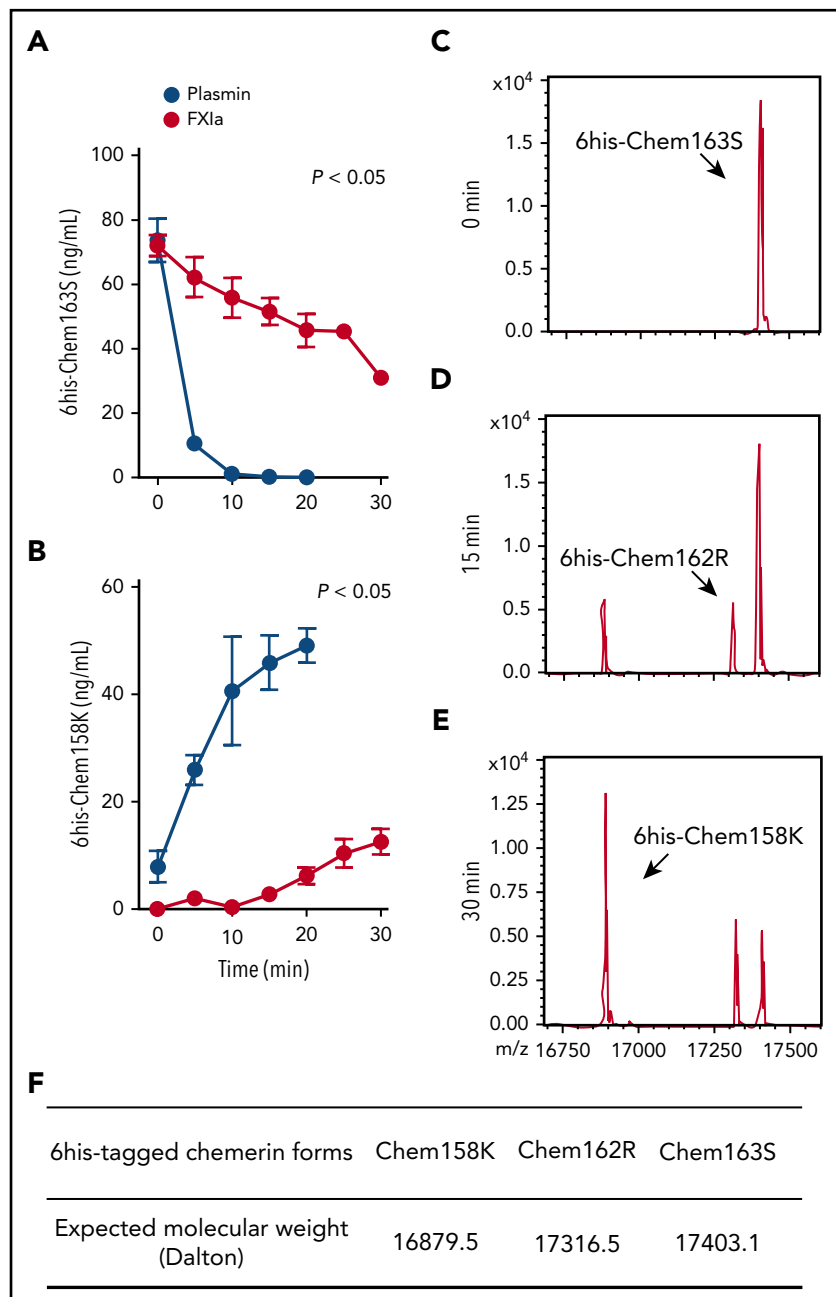 A
Plasmin
FXIa
100
80
60
40
20
0
6his-Chem163S (ng/mL)
P < 0.05
0 10 20 30
B
60
40
20
0
6his-Chem158K (ng/mL)
P < 0.05
0 10 20 30
Time (min)
C
x10⁴
1.5
1.0
0.5
0.0
0 min
6his-Chem163S
D
x10⁴
1.5
1.0
0.5
0.0
15 min
6his-Chem162R
E
x10⁴
1.25
1.00
0.75
0.50
0.25
0.00
30 min
6his-Chem158K
m/z 16750 17000 17250 17500
F
6his-tagged chemerin forms Chem158K Chem162R Chem163S
Expected molecular weight
(Dalton) 16879.5 17316.5 17403.1